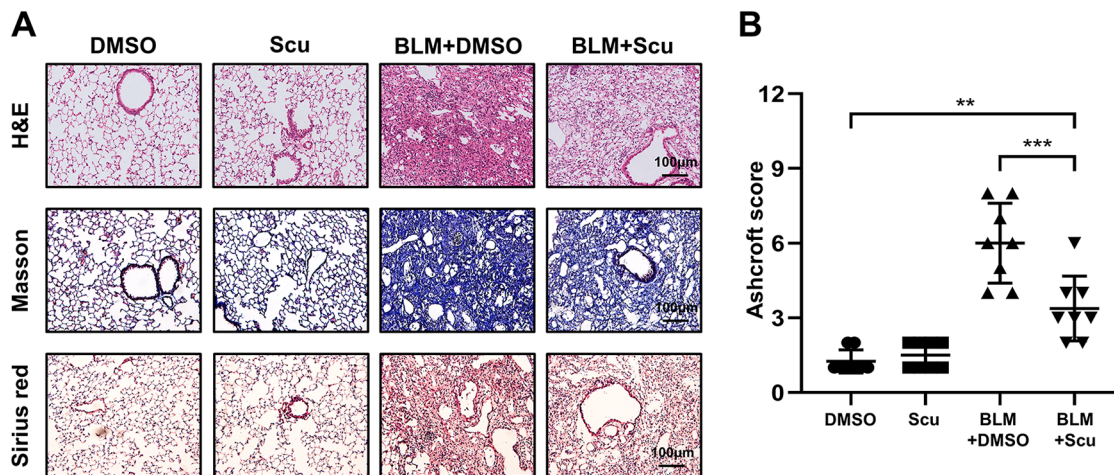 A
DMSO
Scu
BLM+DMSO
BLM+Scu
H&E
100μm
Masson
100μm
Sirius red
100μm
B
Ashcroft score
12
9
6
3
0
**
***
DMSO
Scu
BLM
+DMSO
BLM
+Scu